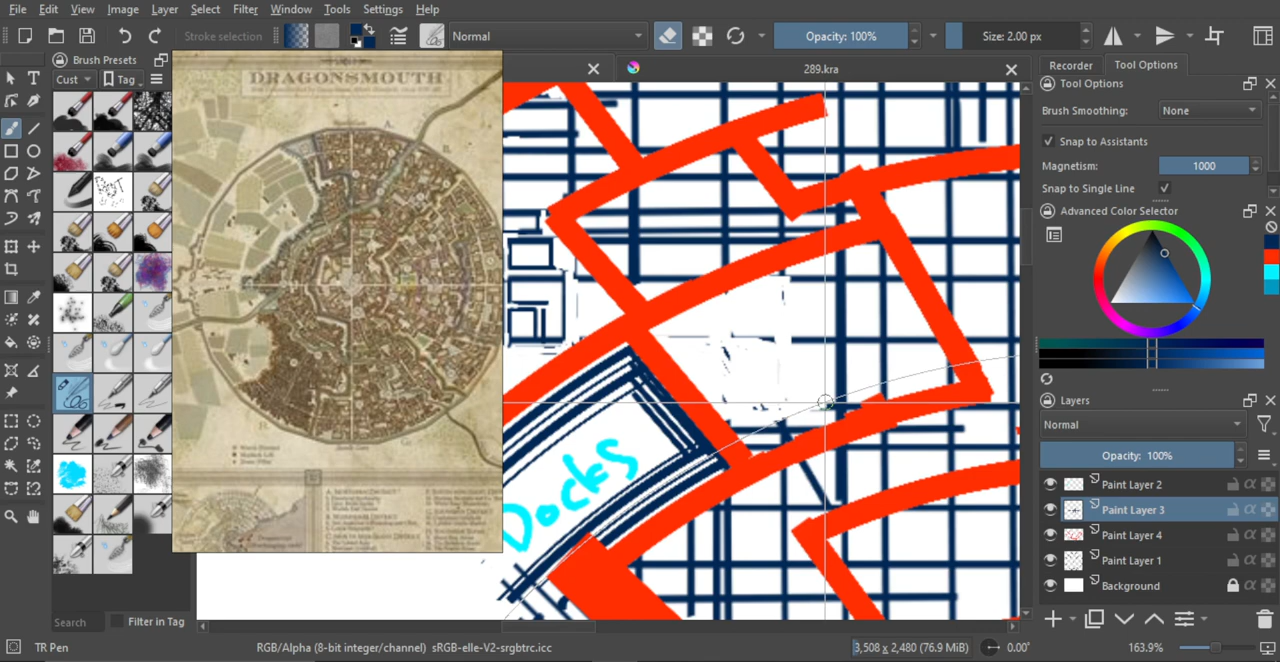 File Edit View Image Layer Select Filter Window Tools Settings Help
Stroke selection Normal Opacity: 100% Size: 2.00 px
Brush Presets
Cust Tag
289.kra
Recorder Tool Options
Tool Options
Brush Smoothing: None
Snap to Assistants
Magnetism: 1000
Snap to Single Line
Advanced Color Selector
Layers
Normal
Opacity: 100%
Paint Layer 2
Paint Layer 3
Paint Layer 4
Paint Layer 1
Background
DRAGONSMOUTH
Docks
Search Filter in Tag
TR Pen RGB/Alpha (8-bit integer/channel) sRGB-elle-V2-srgbtrc.icc 3,508 x 2,480 (76.9 MiB) 0.00° 163.9%